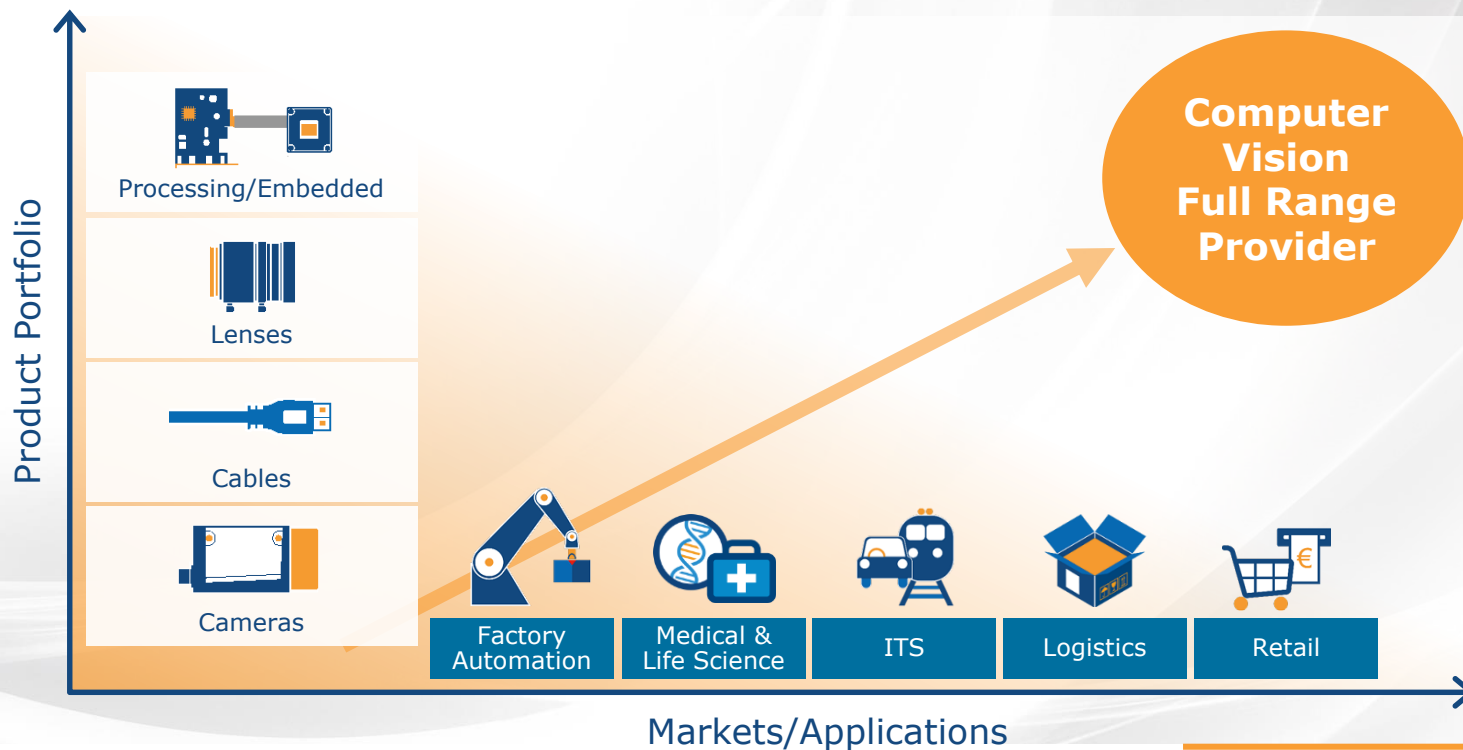 Product Portfolio
Processing/Embedded
Lenses
Cables
Cameras
Computer
Vision
Full Range
Provider
€
Factory
Automation
Medical &
Life Science
ITS
Logistics
Retail
Markets/Applications